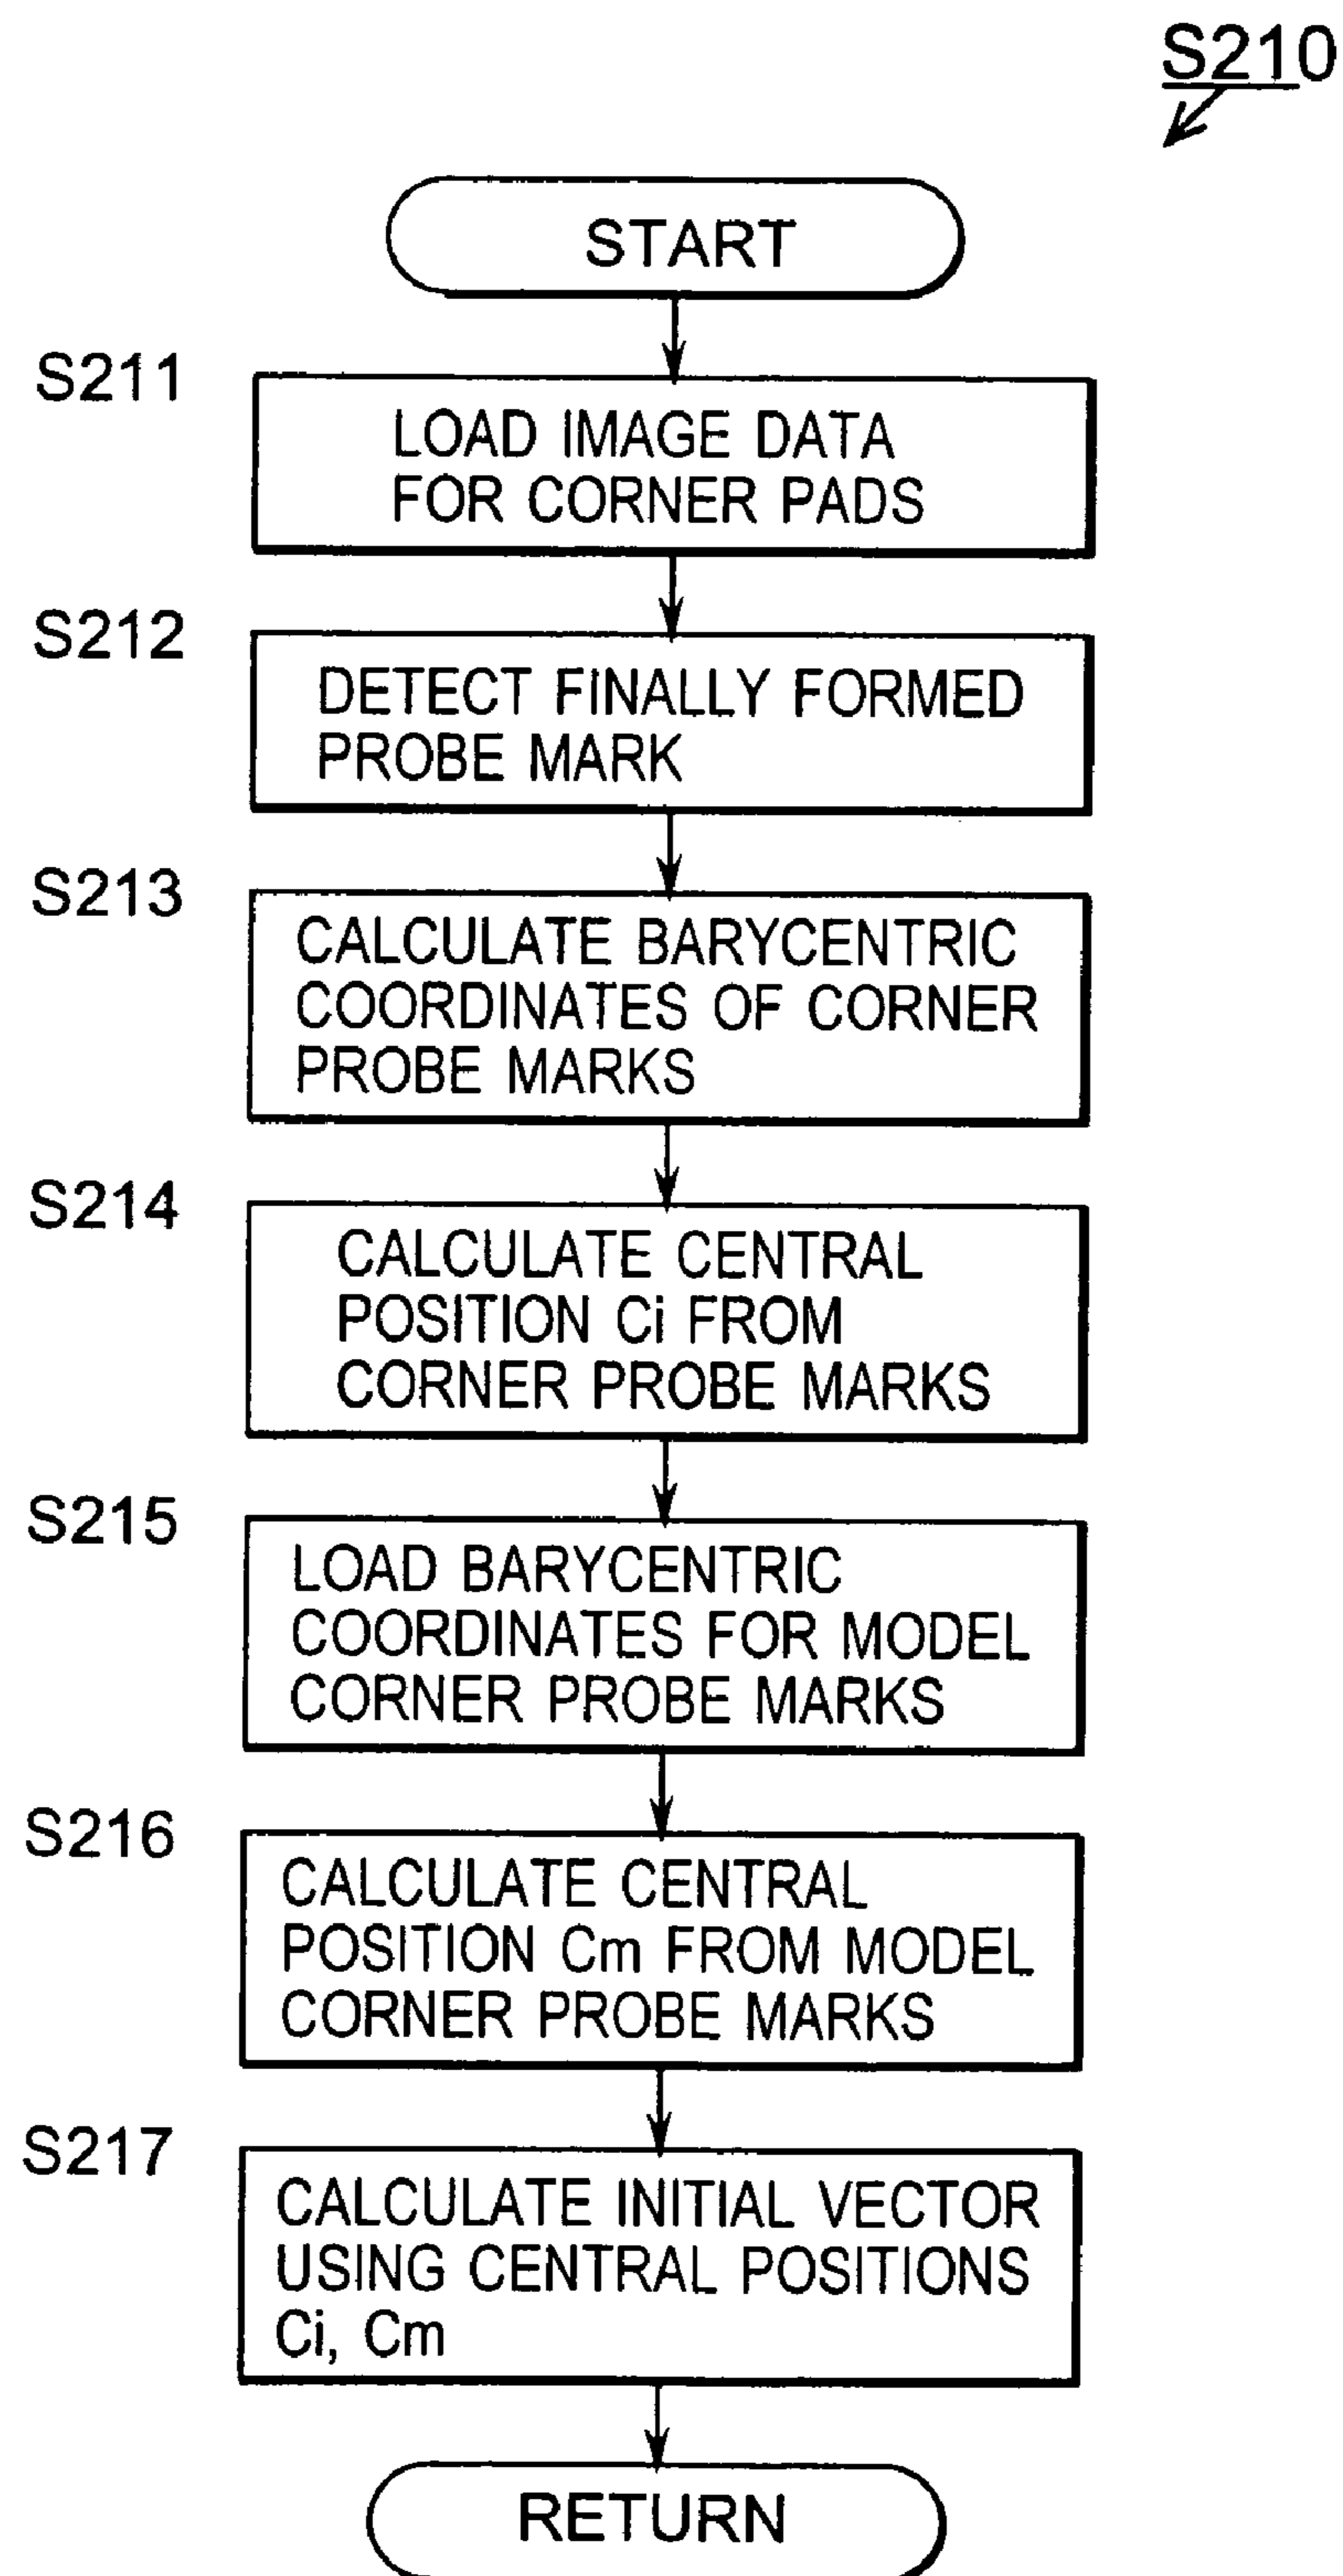 S210
START
S211
LOAD IMAGE DATA
FOR CORNER PADS
S212
DETECT FINALLY FORMED
PROBE MARK
S213
CALCULATE BARYCENTRIC
COORDINATES OF CORNER
PROBE MARKS
S214
CALCULATE CENTRAL
POSITION Ci FROM
CORNER PROBE MARKS
S215
LOAD BARYCENTRIC
COORDINATES FOR MODEL
CORNER PROBE MARKS
S216
CALCULATE CENTRAL
POSITION Cm FROM MODEL
CORNER PROBE MARKS
S217
CALCULATE INITIAL VECTOR
USING CENTRAL POSITIONS
Ci, Cm
RETURN